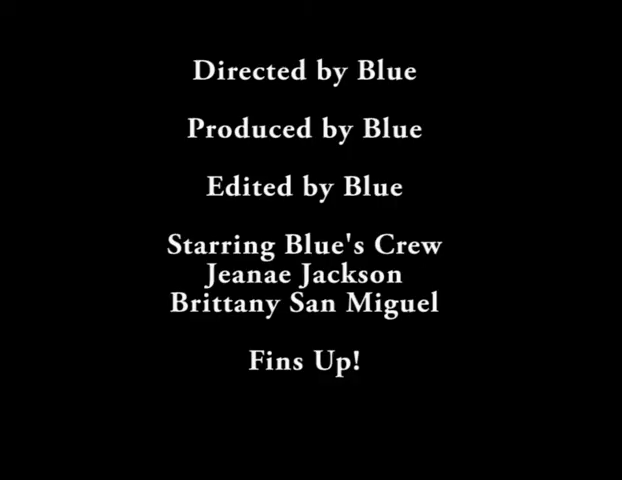 Directed by Blue
Produced by Blue
Edited by Blue
Starring Blue's Crew
Jeanae Jackson
Brittany San Miguel
Fins Up!